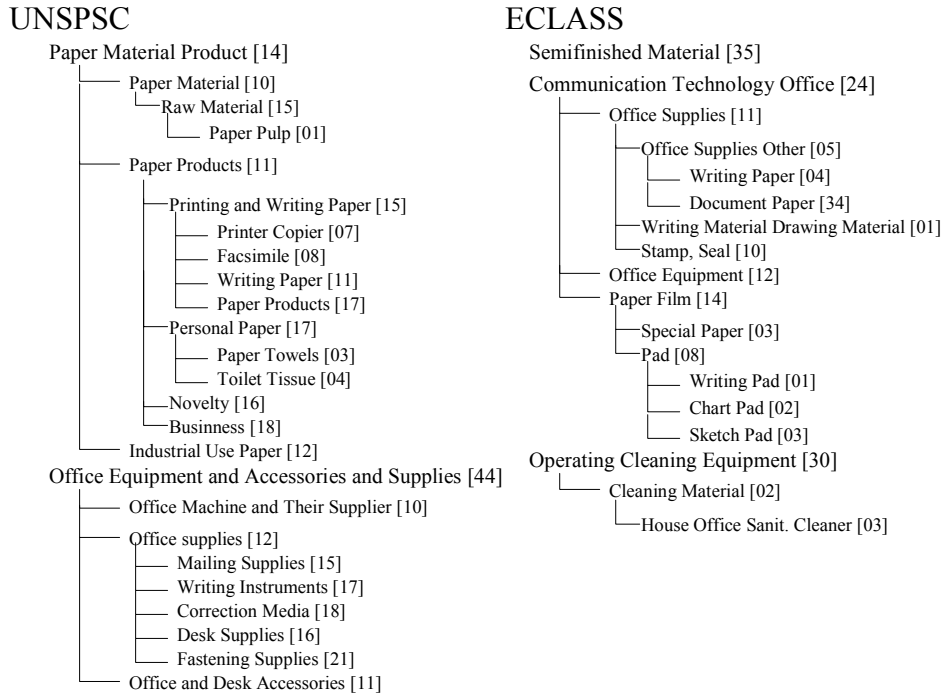 UNSPSC
Paper Material Product [14]
Paper Material [10]
Raw Material [15]
Paper Pulp [01]
Paper Products [11]
Printing and Writing Paper [15]
Printer Copier [07]
Facsimile [08]
Writing Paper [11]
Paper Products [17]
Personal Paper [17]
Paper Towels [03]
Toilet Tissue [04]
Novelty [16]
Businness [18]
Industrial Use Paper [12]
Office Equipment and Accessories and Supplies [44]
Office Machine and Their Supplier [10]
Office supplies [12]
Mailing Supplies [15]
Writing Instruments [17]
Correction Media [18]
Desk Supplies [16]
Fastening Supplies [21]
Office and Desk Accessories [11]
ECLASS
Semifinished Material [35]
Communication Technology Office [24]
Office Supplies [11]
Office Supplies Other [05]
Writing Paper [04]
Document Paper [34]
Writing Material Drawing Material [01]
Stamp, Seal [10]
Office Equipment [12]
Paper Film [14]
Special Paper [03]
Pad [08]
Writing Pad [01]
Chart Pad [02]
Sketch Pad [03]
Operating Cleaning Equipment [30]
Cleaning Material [02]
House Office Sanit. Cleaner [03]